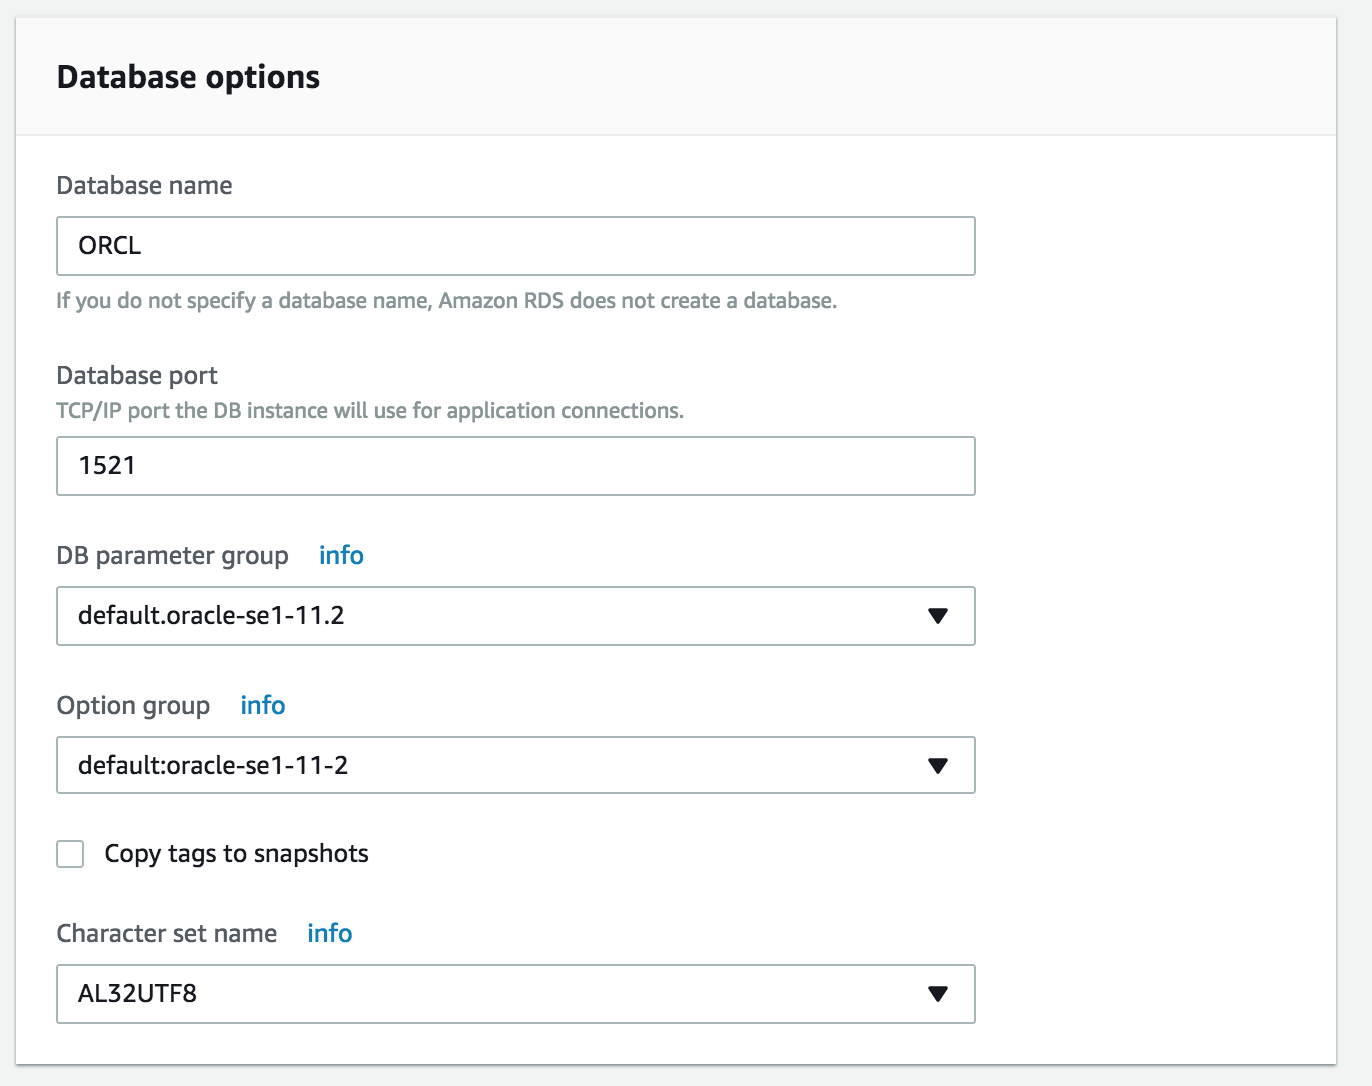 Database options
Database name
ORCL
If you do not specify a database name, Amazon RDS does not create a database.
Database port
TCP/IP port the DB instance will use for application connections.
1521
DB parameter group info
default.oracle-se1-11.2
Option group info
default:oracle-se1-11-2
Copy tags to snapshots
Character set name info
AL32UTF8